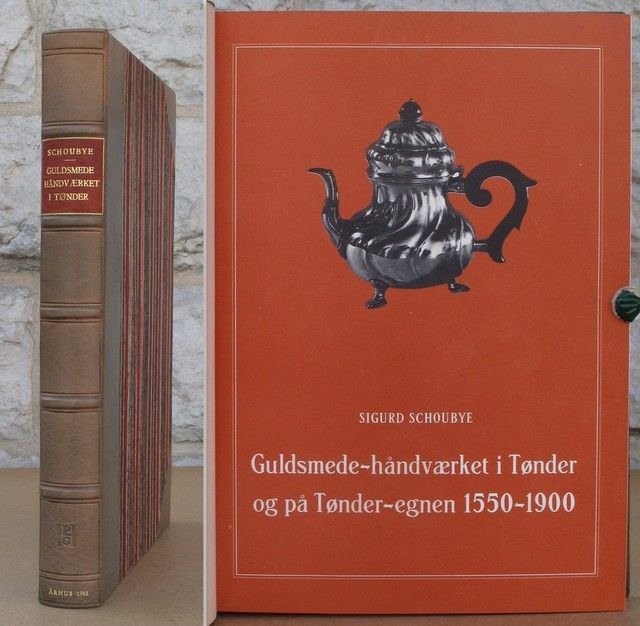 SCHOUBYE
GULDSMEDE
HÅNDVÆRKET
I TØNDER
SIGURD SCHOUBYE
Guldsmede-håndværket i Tønder
og på Tønder-egnen 1550-1900